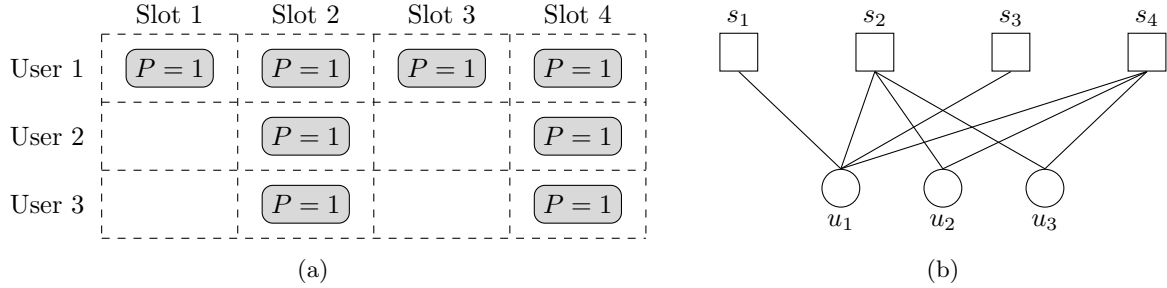 Slot 1 Slot 2 Slot 3 Slot 4
User 1 P = 1 P = 1 P = 1 P = 1
User 2 P = 1 P = 1
User 3 P = 1 P = 1
(a)
s₁ s₂ s₃ s₄
u₁ u₂ u₃
(b)